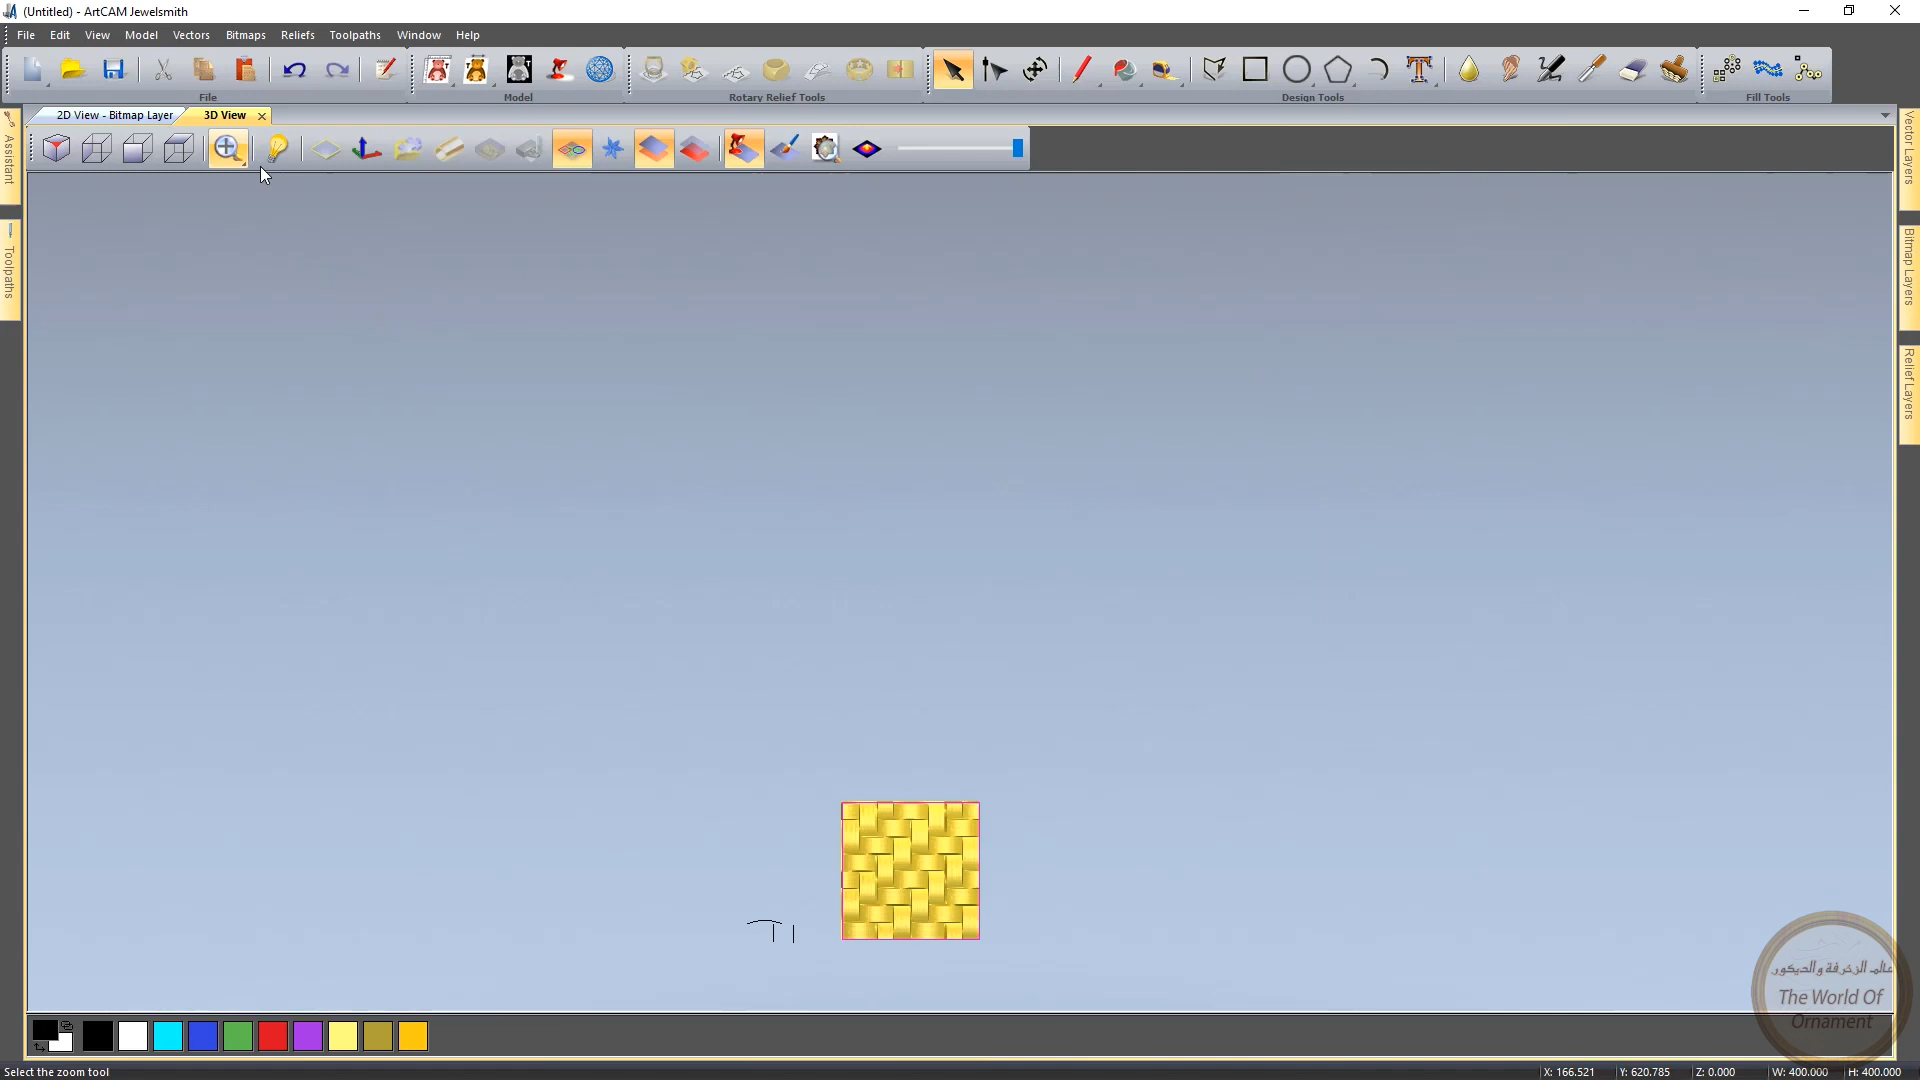 (Untitled) - ArtCAM Jewelsmith
File Edit View Model Vectors Bitmaps Reliefs Toolpaths Window Help
File Model Rotary Relief Tools Design Tools Fill Tools
2D View - Bitmap Layer 3D View
Assistant
Toolpaths
Vector Layers
Bitmap Layers
Relief Layers
عالم الزخرفة والديكور
The World Of
Ornament
Select the zoom tool X: 166.521 Y: 620.785 Z: 0.000 W: 400.000 H: 400.000